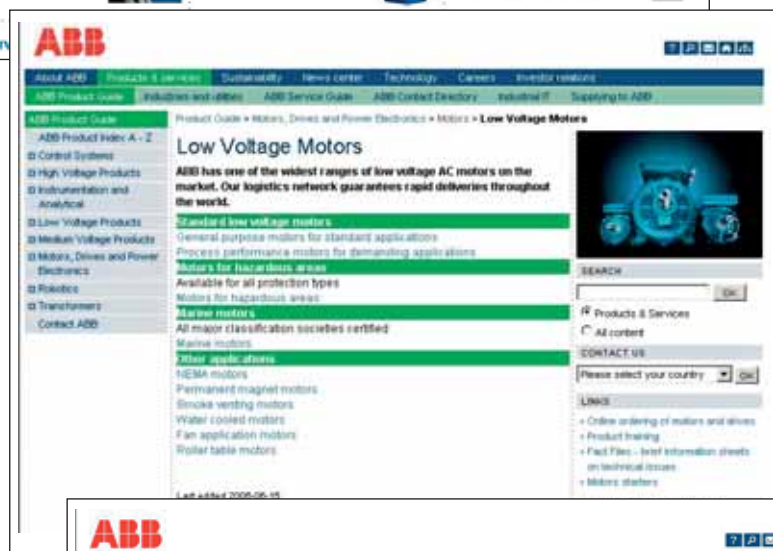 ABB
About ABB Products & services Sustainability News center Technology Careers Investor relations
ABB Product Guide Industries and utilities ABB Service Guide ABB Contact Directory Industrial IT Supplying to ABB
ABB Product Guide
ABB Product Index A - Z
Control Systems
High Voltage Products
Instrumentation and
Analytical
Low Voltage Products
Medium Voltage Products
Motors, Drives and Power
Electronics
Robotics
Transformers
Contact ABB
Product Guide > Motors, Drives and Power Electronics > Motors > Low Voltage Motors
Low Voltage Motors
ABB has one of the widest ranges of low voltage AC motors on the
market. Our logistics network guarantees rapid deliveries throughout
the world.
Standard low voltage motors
General purpose motors for standard applications
Process performance motors for demanding applications
Motors for hazardous areas
Available for all protection types
Motors for hazardous areas
Marine motors
All major classification societies certified
Marine motors
Other applications
NEMA motors
Permanent magnet motors
Smoke venting motors
Water cooled motors
Fan application motors
Roller table motors
Last edited 2006-06-15
SEARCH
OK
Products & Services
All content
CONTACT US
Please select your country OK
LINKS
Online ordering of motors and drives
Product training
Fact Files - brief information sheets
on technical issues
Motors starters
ABB